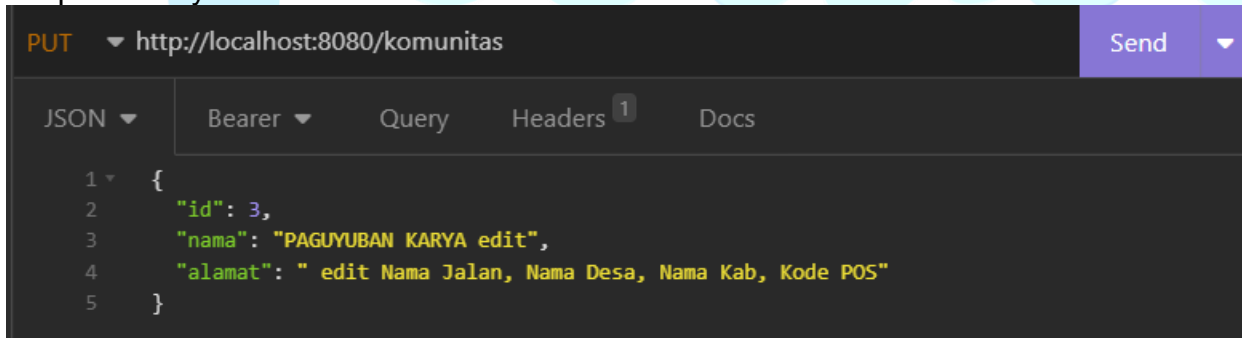 PUT http://localhost:8080/komunitas Send
JSON Bearer Query Headers 1 Docs
1 {
2 "id": 3,
3 "nama": "PAGUYUBAN KARYA edit",
4 "alamat": " edit Nama Jalan, Nama Desa, Nama Kab, Kode POS"
5 }